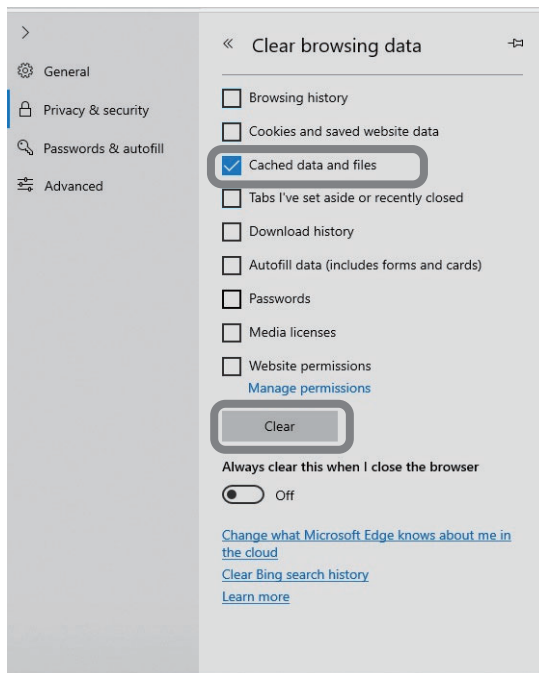 General
Privacy & security
Passwords & autofill
Advanced
Clear browsing data
Browsing history
Cookies and saved website data
Cached data and files
Tabs I've set aside or recently closed
Download history
Autofill data (includes forms and cards)
Passwords
Media licenses
Website permissions
Manage permissions
Clear
Always clear this when I close the browser
Off
Change what Microsoft Edge knows about me in
the cloud
Clear Bing search history
Learn more